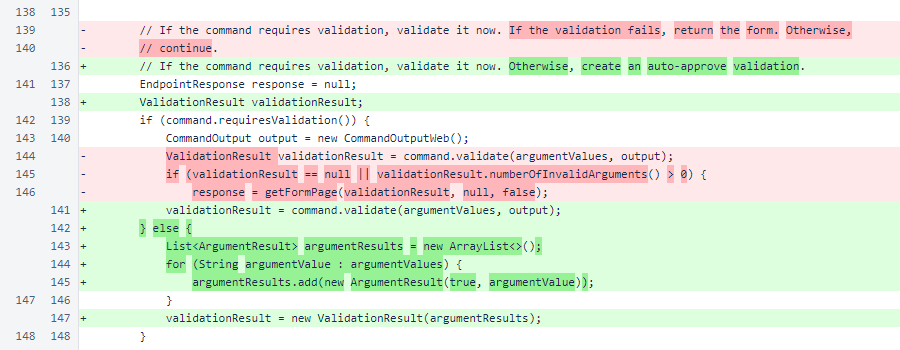 138 135
139 - // If the command requires validation, validate it now. If the validation fails, return the form. Otherwise,
140 - // continue.
136 + // If the command requires validation, validate it now. Otherwise, create an auto-approve validation.
141 137 EndpointResponse response = null;
138 + ValidationResult validationResult;
142 139 if (command.requiresValidation()) {
143 140 CommandOutput output = new CommandOutputWeb();
144 - ValidationResult validationResult = command.validate(argumentValues, output);
145 - if (validationResult == null || validationResult.numberOfInvalidArguments() > 0) {
146 - response = getFormPage(validationResult, null, false);
141 + validationResult = command.validate(argumentValues, output);
142 + } else {
143 + List<ArgumentResult> argumentResults = new ArrayList<>();
144 + for (String argumentValue : argumentValues) {
145 + argumentResults.add(new ArgumentResult(true, argumentValue));
147 146 }
147 + validationResult = new ValidationResult(argumentResults);
148 148 }